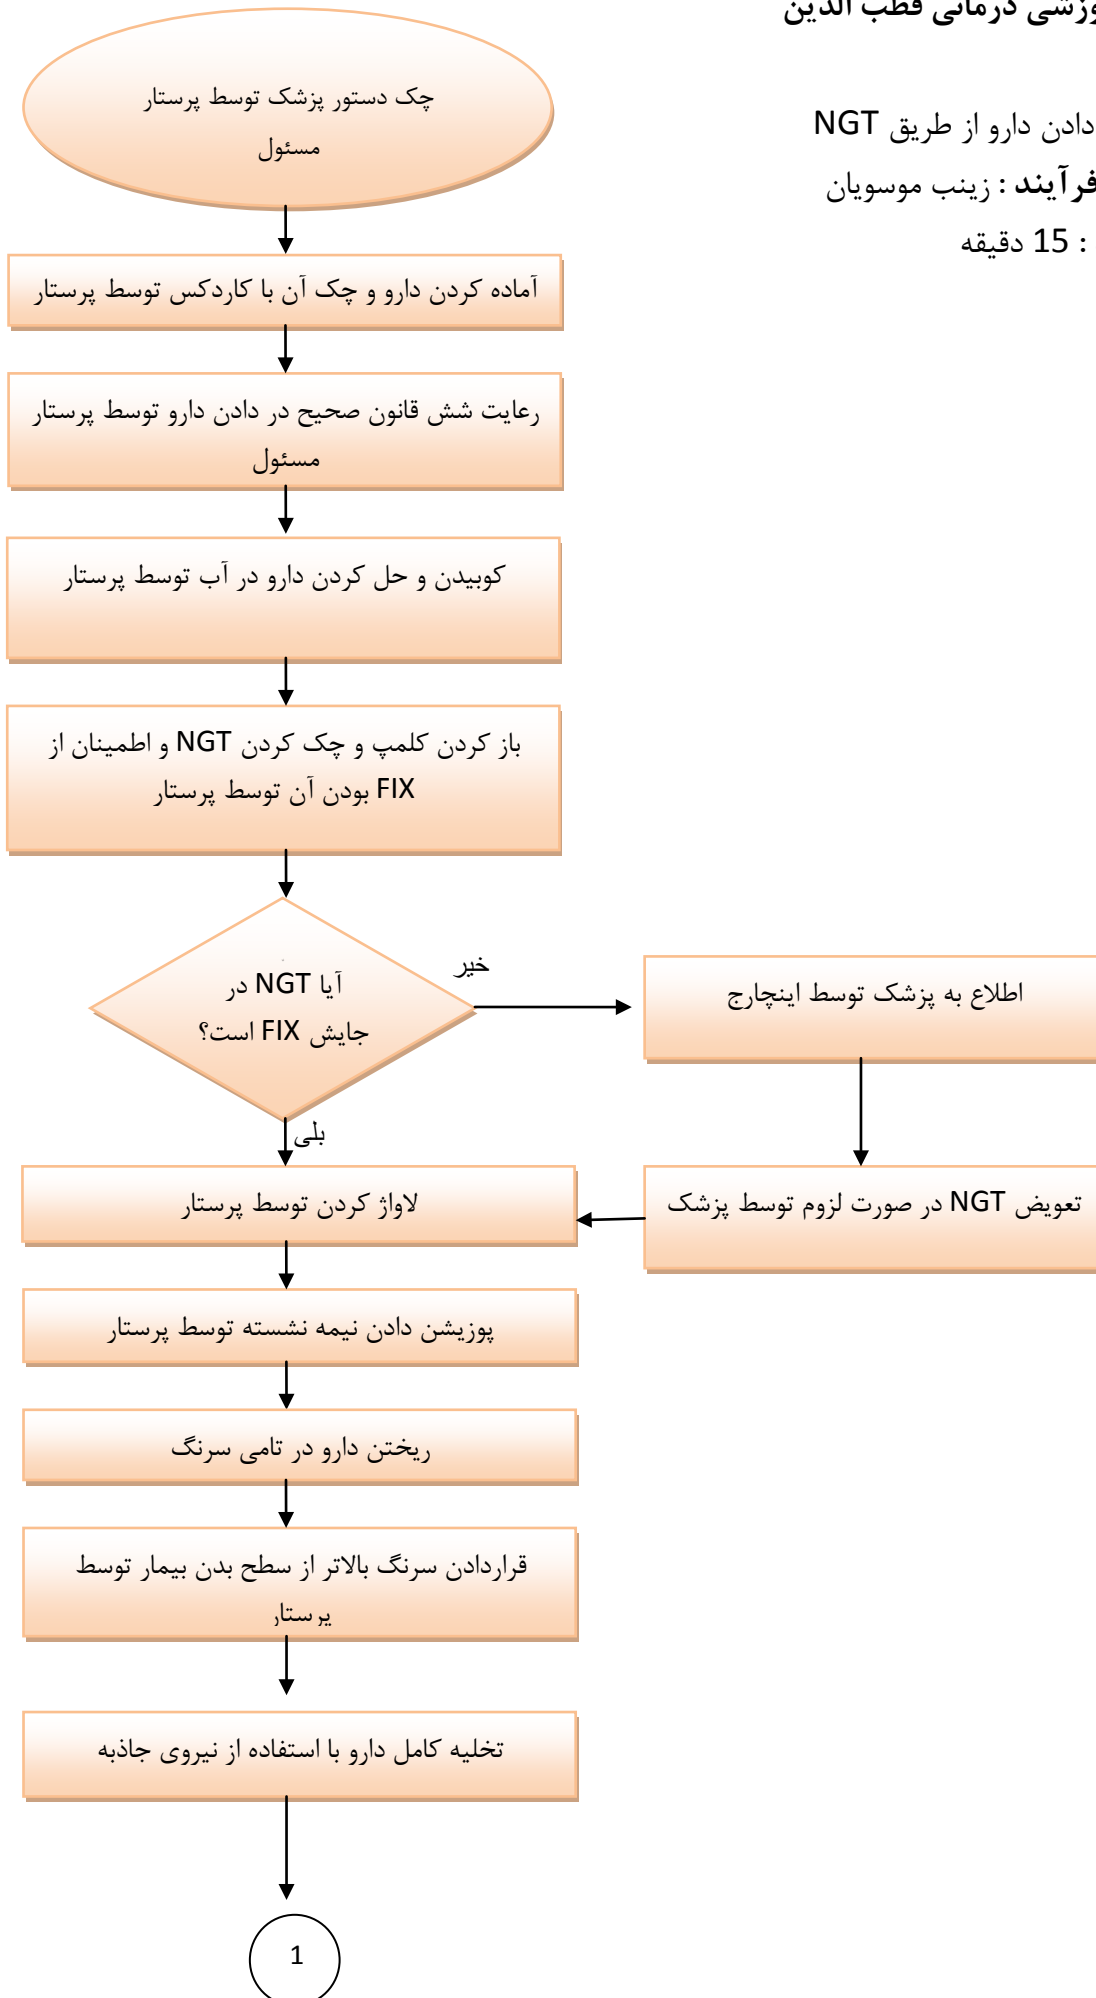 درمانی قطب الدین
دادن دارو از طریق NGT
فرآیند : زینب موسویان
: 15 دقیقه
چک دستور پزشک توسط پرستار
مسئول
آماده کردن دارو و چک آن با کاردکس توسط پرستار
رعایت شش قانون صحیح در دادن دارو توسط پرستار
مسئول
کوبیدن و حل کردن دارو در آب توسط پرستار
باز کردن کلمپ و چک کردن NGT و اطمینان از
FIX بودن آن توسط پرستار
آیا NGT در
جایش FIX است؟
خیر
اطلاع به پزشک توسط اینچارج
بلی
تعویض NGT در صورت لزوم توسط پزشک
لاواژ کردن توسط پرستار
پوزیشن دادن نیمه نشسته توسط پرستار
ریختن دارو در تامی سرنگ
قراردادن سرنگ بالاتر از سطح بدن بیمار توسط
پرستار
تخلیه کامل دارو با استفاده از نیروی جاذبه
1